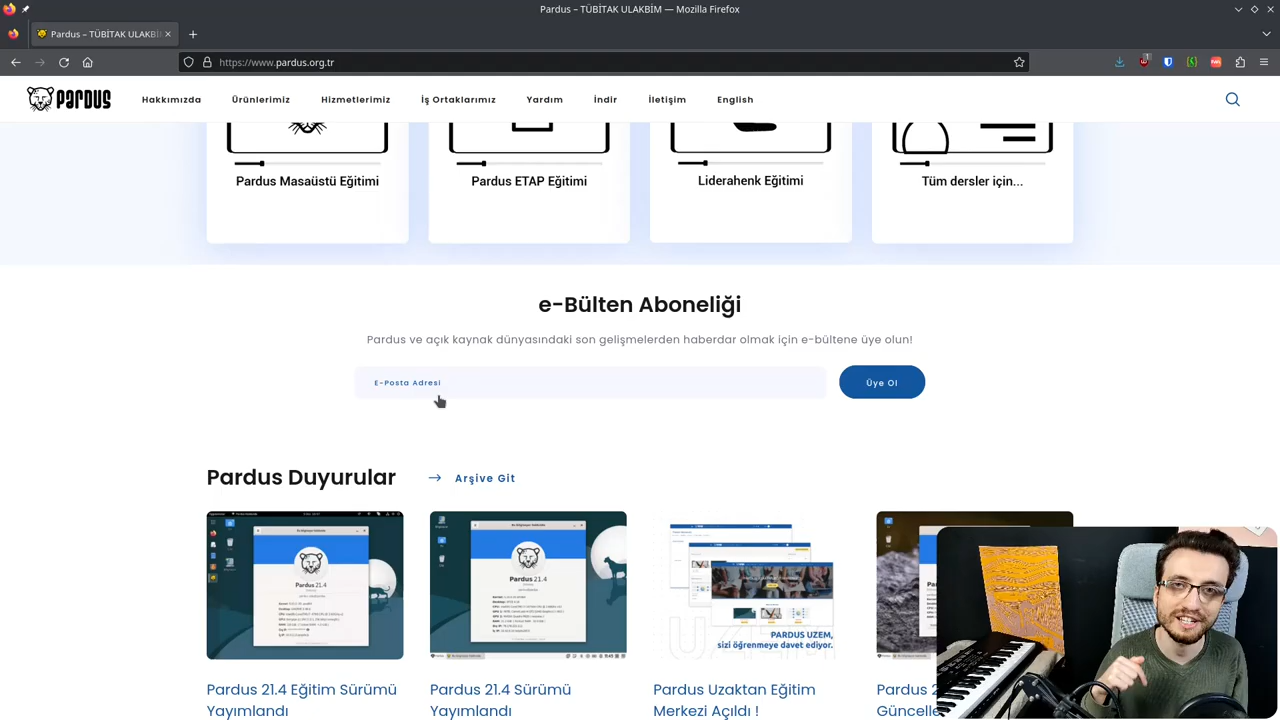 Pardus – TÜBİTAK ULAKBİM — Mozilla Firefox
Pardus – TÜBİTAK ULAKBİ
https://www.pardus.org.tr
PARDUS
Hakkımızda
Ürünlerimiz
Hizmetlerimiz
İş Ortaklarımız
Yardım
İndir
İletişim
English
Pardus Masaüstü Eğitimi
Pardus ETAP Eğitimi
Liderahenk Eğitimi
Tüm dersler için...
e-Bülten Aboneliği
Pardus ve açık kaynak dünyasındaki son gelişmelerden haberdar olmak için e-bültene üye olun!
E-Posta Adresi
Üye Ol
Pardus Duyurular
Arşive Git
Pardus 21.4
Pardus 21.4
PARDUS UZEM,
sizi öğrenmeye davet ediyor.
Pardus 21.4 Eğitim Sürümü
Yayımlandı
Pardus 21.4 Sürümü
Yayımlandı
Pardus Uzaktan Eğitim
Merkezi Açıldı !
Pardus 2
Güncelle